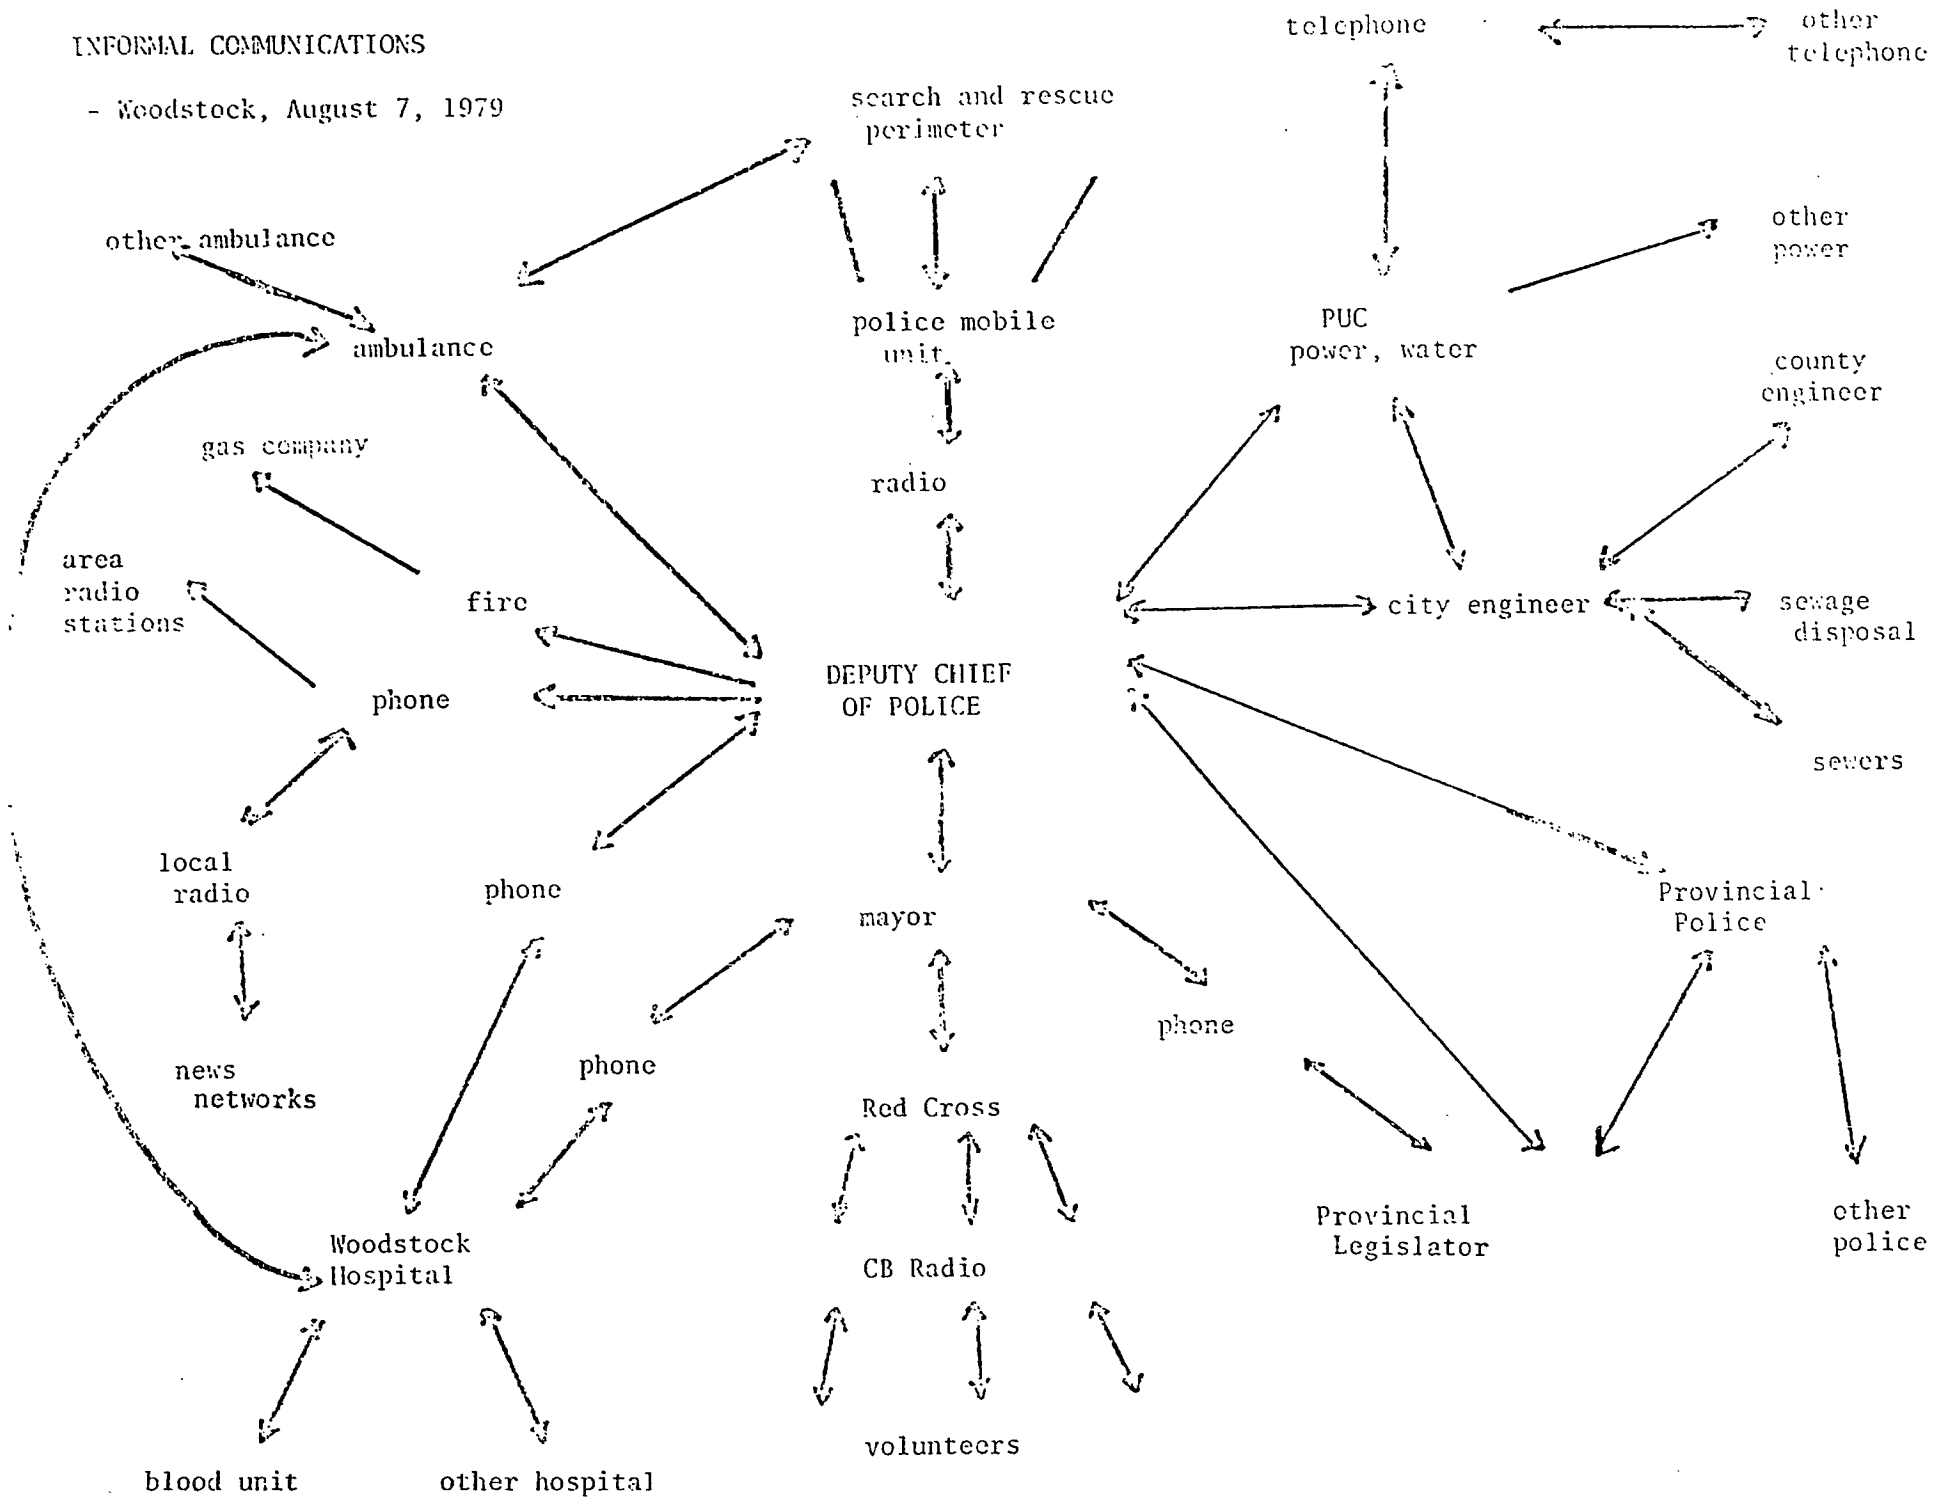 INFORMAL COMMUNICATIONS
- Woodstock, August 7, 1979
telephone
other
telephone
search and rescue
perimeter
other ambulance
other
power
police mobile
unit
PUC
power, water
ambulance
county
engineer
gas company
radio
area
radio
stations
fire
city engineer
sewage
disposal
DEPUTY CHIEF
OF POLICE
phone
sewers
local
radio
phone
mayor
Provincial
Police
phone
phone
news
networks
Red Cross
Woodstock
Hospital
CB Radio
Provincial
Legislator
other
police
volunteers
blood unit
other hospital